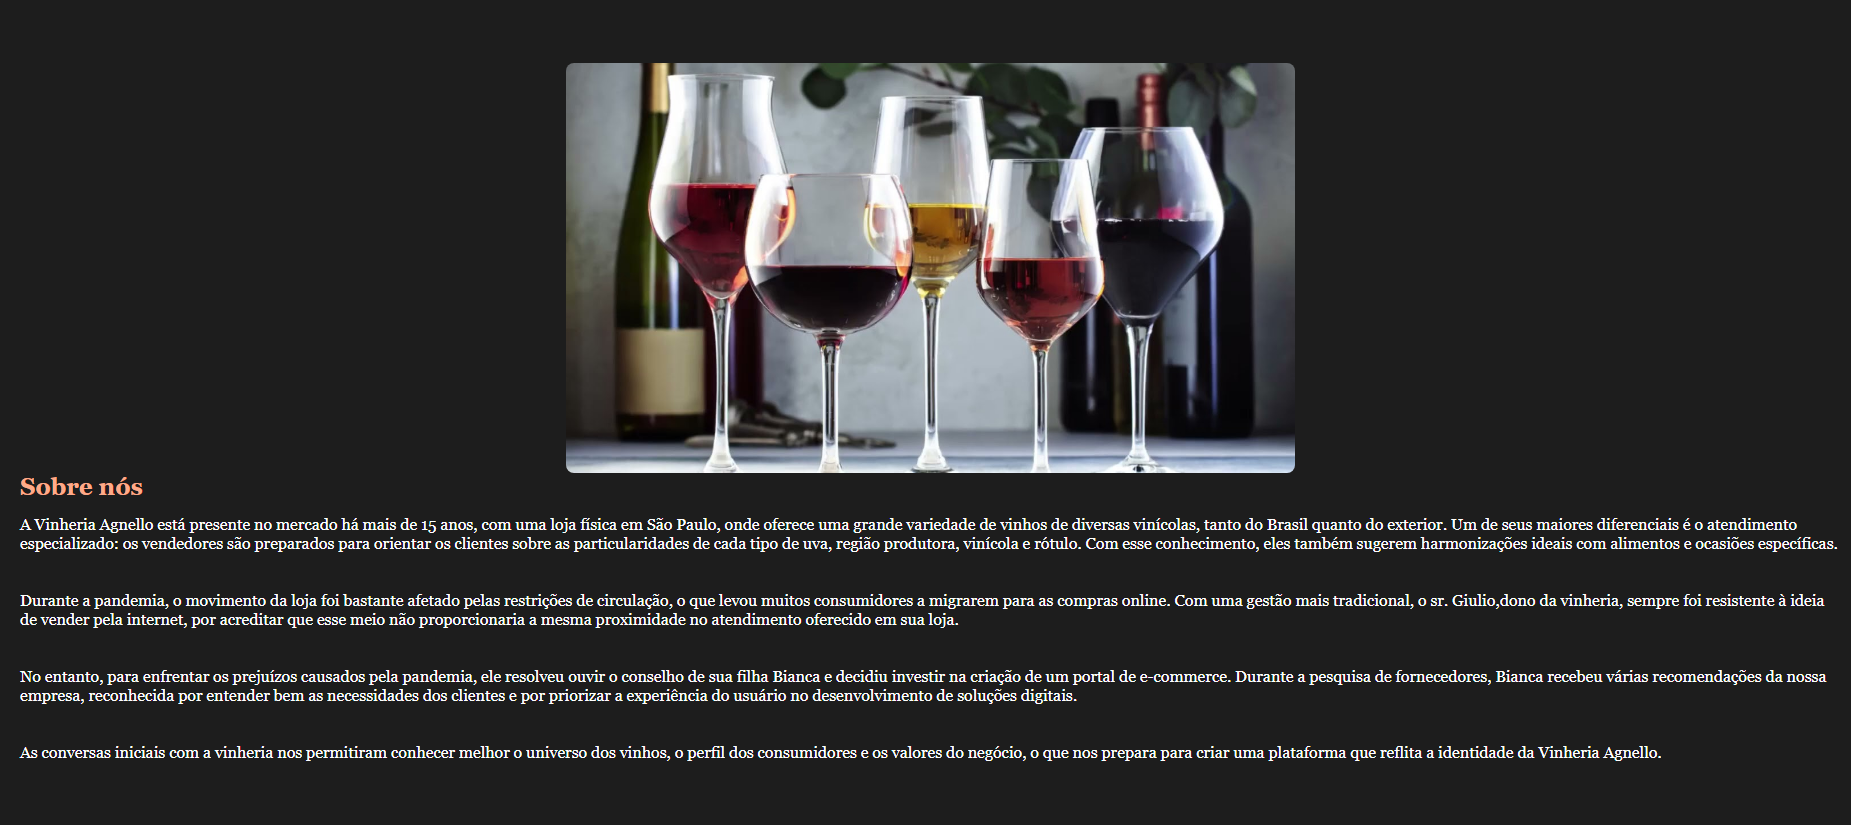 Sobre nós
A Vinheria Agnello está presente no mercado há mais de 15 anos, com uma loja física em São Paulo, onde oferece uma grande variedade de vinhos de diversas vinícolas, tanto do Brasil quanto do exterior. Um de seus maiores diferenciais é o atendimento
especializado: os vendedores são preparados para orientar os clientes sobre as particularidades de cada tipo de uva, região produtora, vinícola e rótulo. Com esse conhecimento, eles também sugerem harmonizações ideais com alimentos e ocasiões específicas.
Durante a pandemia, o movimento da loja foi bastante afetado pelas restrições de circulação, o que levou muitos consumidores a migrarem para as compras online. Com uma gestão mais tradicional, o sr. Giulio,dono da vinheria, sempre foi resistente à ideia
de vender pela internet, por acreditar que esse meio não proporcionaria a mesma proximidade no atendimento oferecido em sua loja.
No entanto, para enfrentar os prejuízos causados pela pandemia, ele resolveu ouvir o conselho de sua filha Bianca e decidiu investir na criação de um portal de e-commerce. Durante a pesquisa de fornecedores, Bianca recebeu várias recomendações da nossa
empresa, reconhecida por entender bem as necessidades dos clientes e por priorizar a experiência do usuário no desenvolvimento de soluções digitais.
As conversas iniciais com a vinheria nos permitiram conhecer melhor o universo dos vinhos, o perfil dos consumidores e os valores do negócio, o que nos prepara para criar uma plataforma que reflita a identidade da Vinheria Agnello.